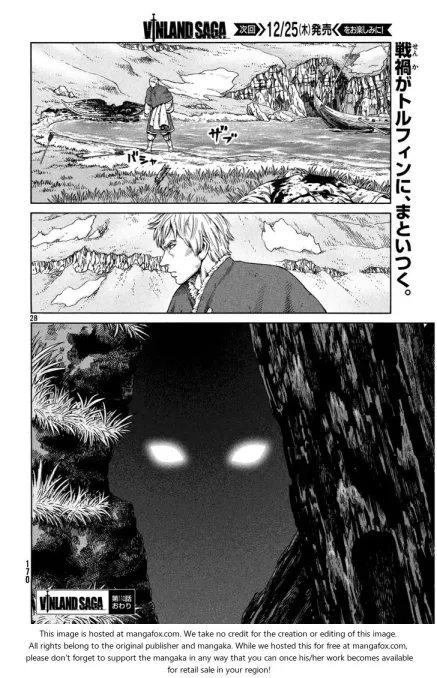 VINLAND SAGA 次回 12/25(木)発売 をお楽しみに!
戦禍がトルフィンに、まといつく。
せん か
ザブ
バシャ
28
170
VINLAND SAGA
おわり
This image is hosted at mangafox.com. We take no credit for the creation or editing of this image.
All rights belong to the original publisher and mangaka. While we hosted this for free at mangafox.com,
please don't forget to support the mangaka in any way that you can once his/her work becomes available
for retail sale in your region!